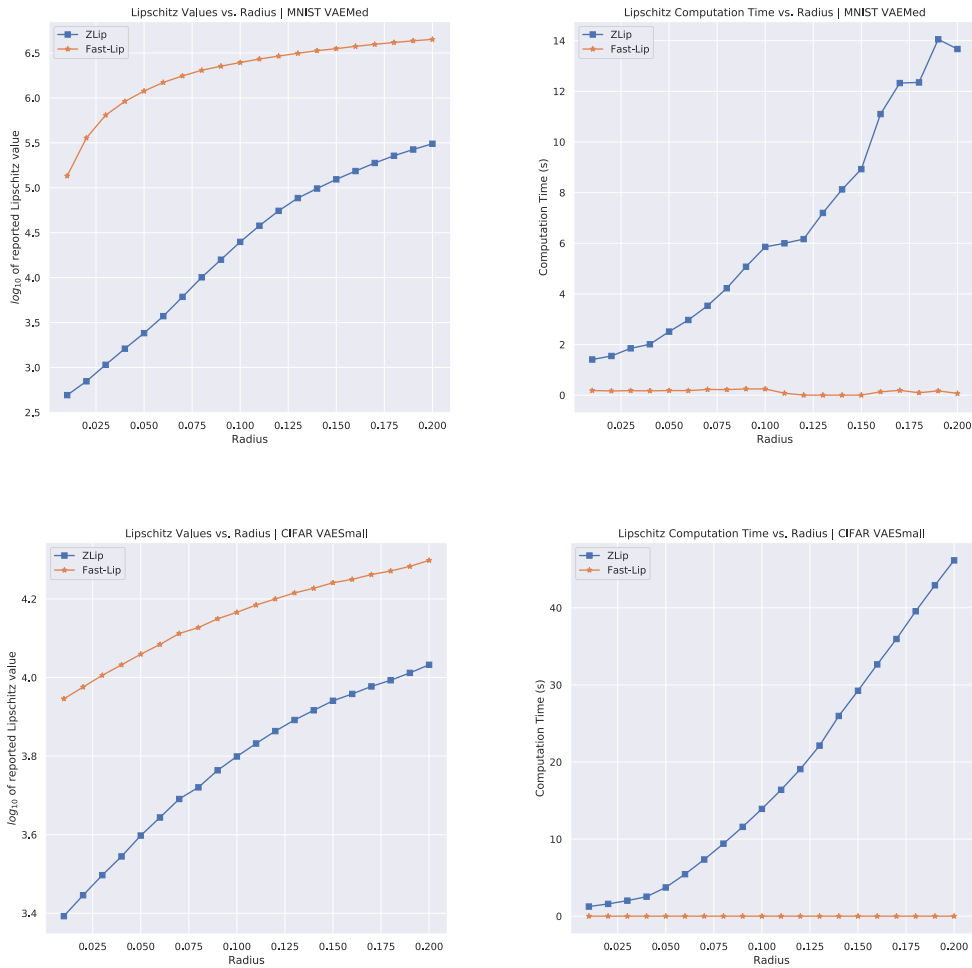 Lipschitz Values vs. Radius | MNIST VAEMed
ZLip
Fast-Lip
log10 of reported Lipschitz value
6.5
6.0
5.5
5.0
4.5
4.0
3.5
3.0
2.5
0.025 0.050 0.075 0.100 0.125 0.150 0.175 0.200
Radius
Lipschitz Computation Time vs. Radius | MNIST VAEMed
ZLip
Fast-Lip
Computation Time (s)
14
12
10
8
6
4
2
0
0.025 0.050 0.075 0.100 0.125 0.150 0.175 0.200
Radius
Lipschitz Values vs. Radius | CIFAR VAESmall
ZLip
Fast-Lip
log10 of reported Lipschitz value
4.2
4.0
3.8
3.6
3.4
0.025 0.050 0.075 0.100 0.125 0.150 0.175 0.200
Radius
Lipschitz Computation Time vs. Radius | CIFAR VAESmall
ZLip
Fast-Lip
Computation Time (s)
40
30
20
10
0
0.025 0.050 0.075 0.100 0.125 0.150 0.175 0.200
Radius